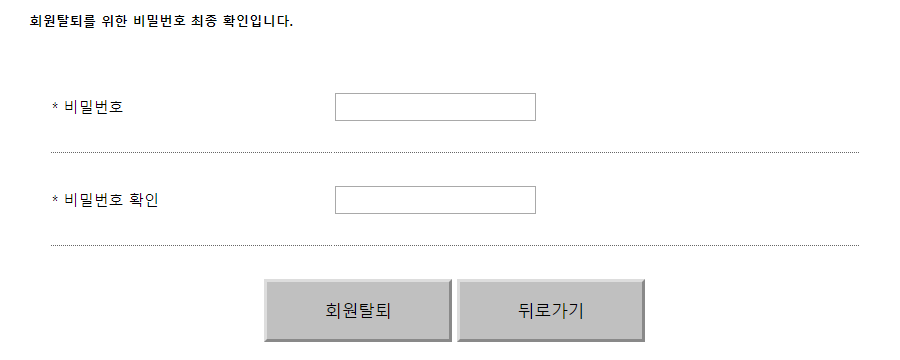 회원탈퇴를 위한 비밀번호 최종 확인입니다.
* 비밀번호
* 비밀번호 확인
회원탈퇴 뒤로가기